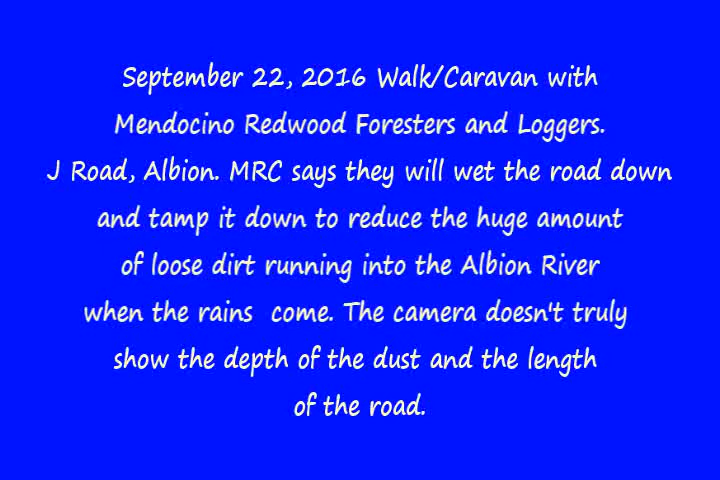 September 22, 2016 Walk/Caravan with
Mendocino Redwood Foresters and Loggers.
J Road, Albion. MRC says they will wet the road down
and tamp it down to reduce the huge amount
of loose dirt running into the Albion River
when the rains  come. The camera doesn't truly
show the depth of the dust and the length
of the road.